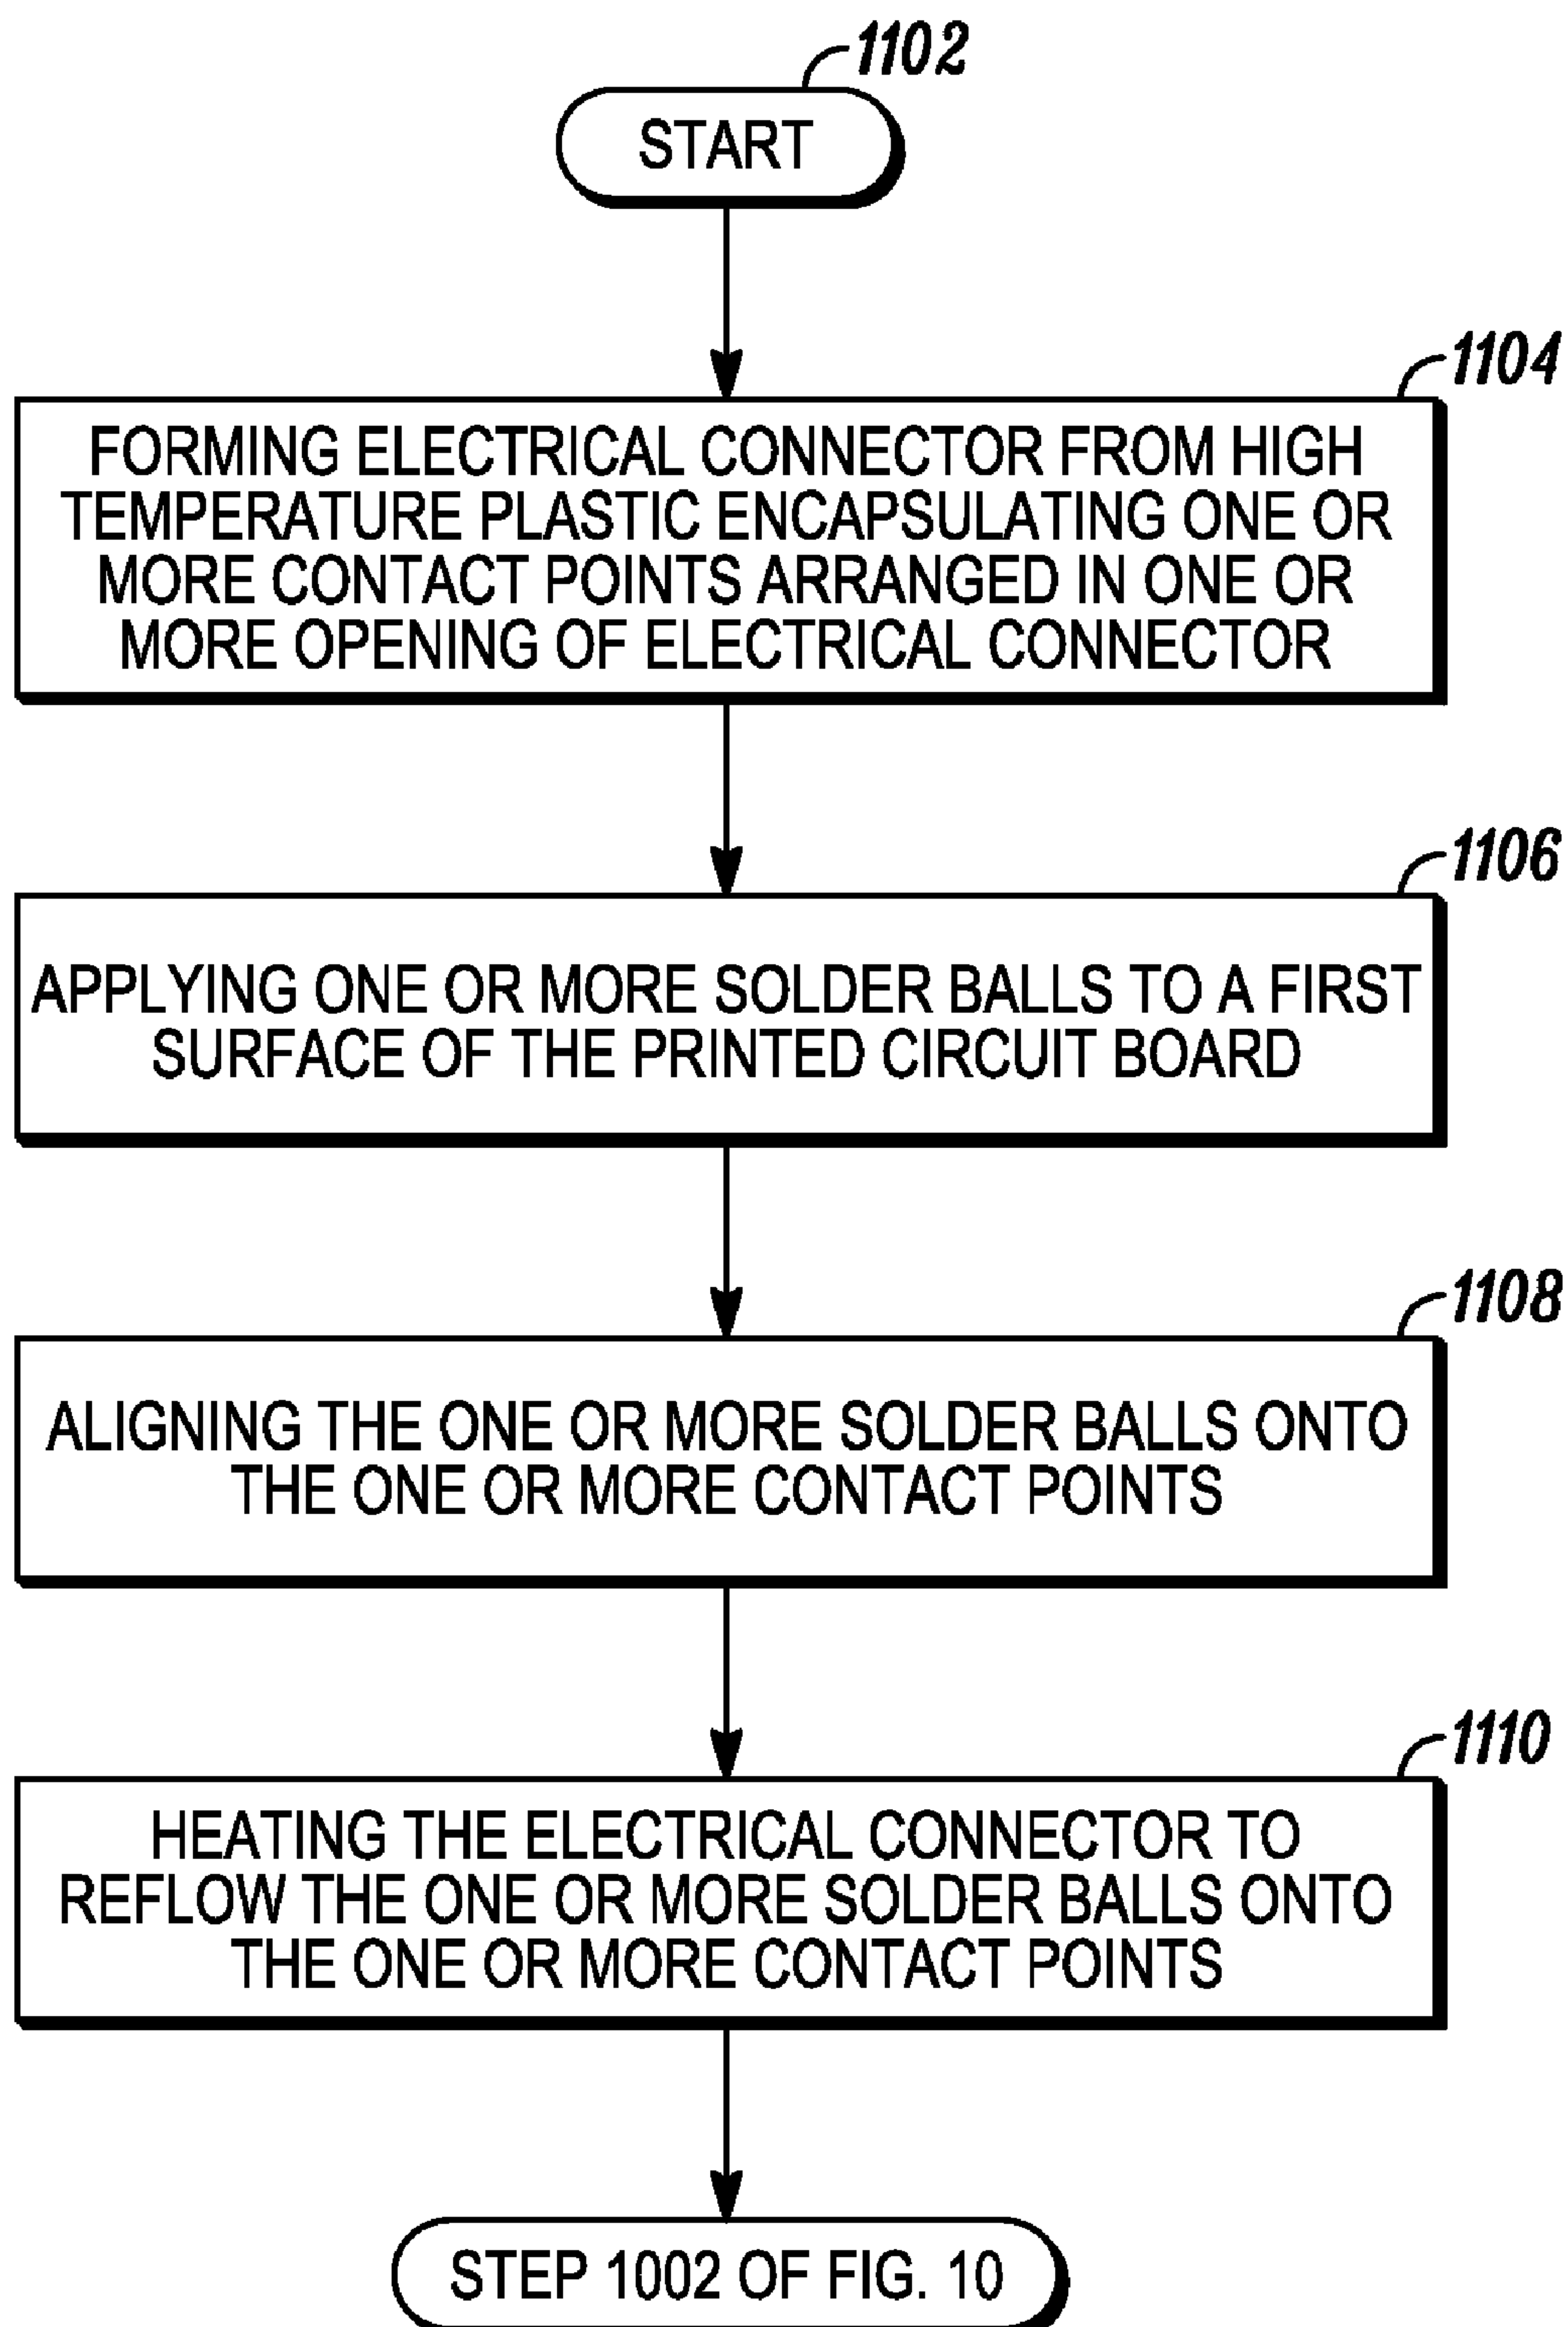 1102
START
1104
FORMING ELECTRICAL CONNECTOR FROM HIGH
TEMPERATURE PLASTIC ENCAPSULATING ONE OR
MORE CONTACT POINTS ARRANGED IN ONE OR
MORE OPENING OF ELECTRICAL CONNECTOR
1106
APPLYING ONE OR MORE SOLDER BALLS TO A FIRST
SURFACE OF THE PRINTED CIRCUIT BOARD
1108
ALIGNING THE ONE OR MORE SOLDER BALLS ONTO
THE ONE OR MORE CONTACT POINTS
1110
HEATING THE ELECTRICAL CONNECTOR TO
REFLOW THE ONE OR MORE SOLDER BALLS ONTO
THE ONE OR MORE CONTACT POINTS
STEP 1002 OF FIG. 10